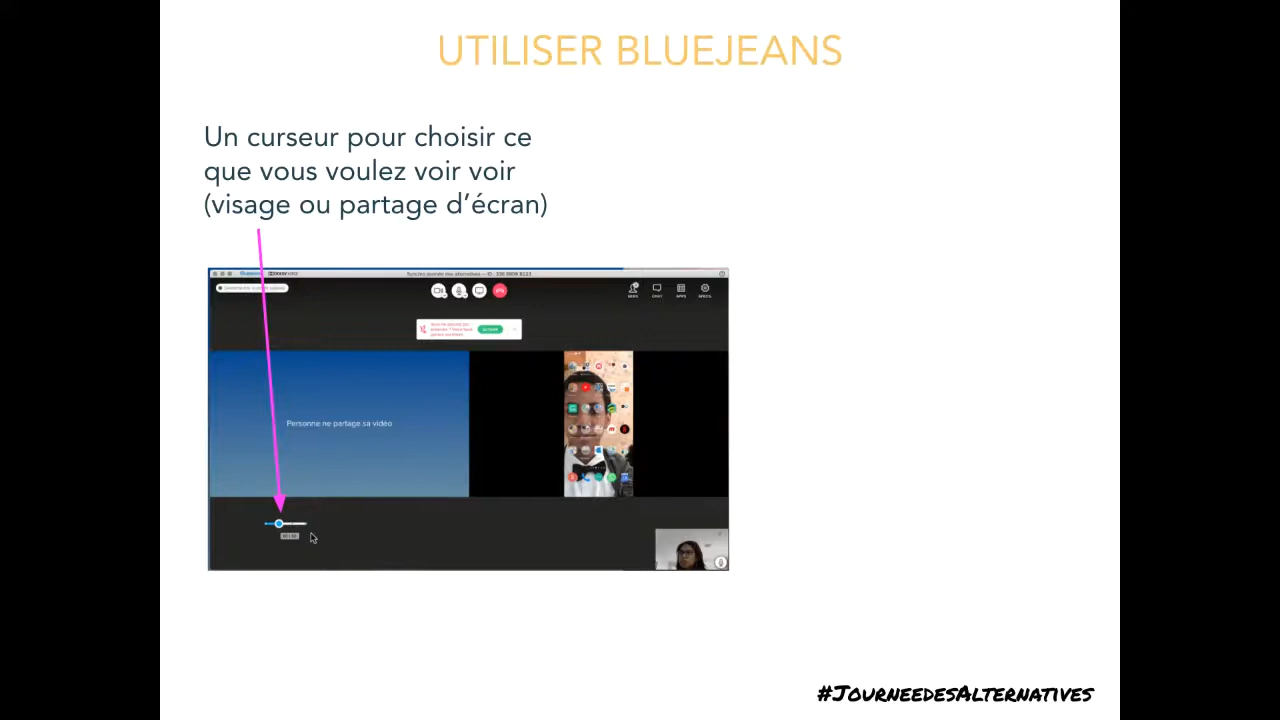 UTILISER BLUEJEANS
Un curseur pour choisir ce
que vous voulez voir voir
(visage ou partage d’écran)
Personne ne partage sa vidéo
#JourneedesAlternatives